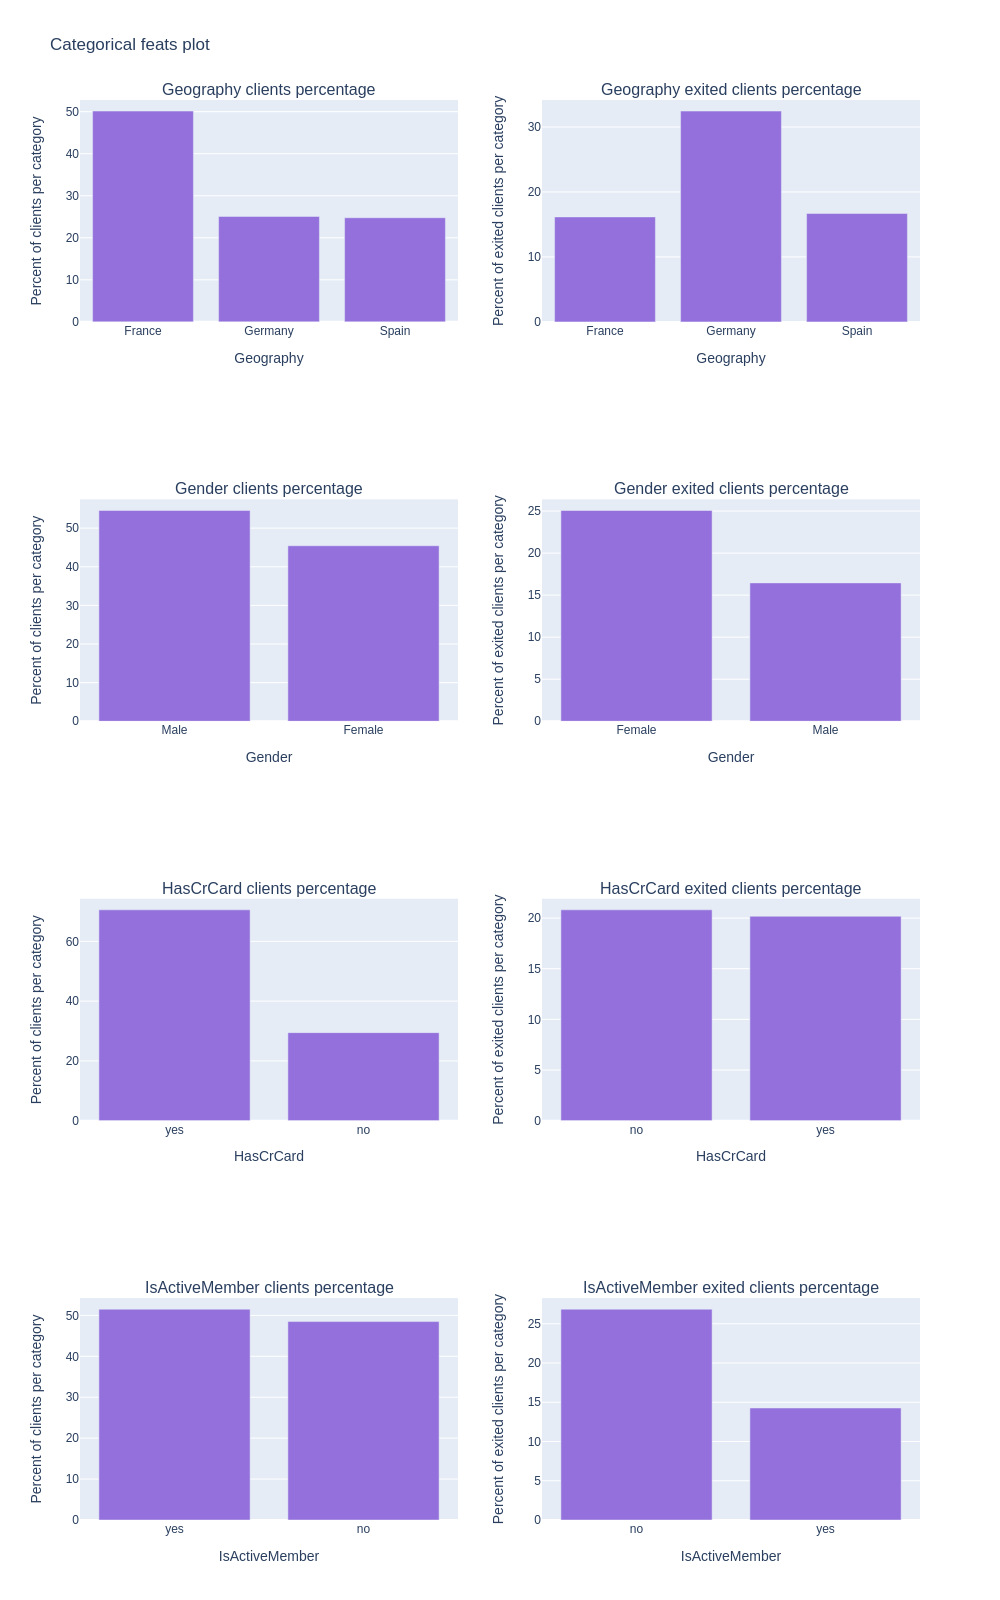 Categorical feats plot
Geography clients percentage
Percent of clients per category
50
40
30
20
10
0
France Germany Spain
Geography
Geography exited clients percentage
Percent of exited clients per category
30
20
10
0
France Germany Spain
Geography
Gender clients percentage
Percent of clients per category
50
40
30
20
10
0
Male Female
Gender
Gender exited clients percentage
Percent of exited clients per category
25
20
15
10
5
0
Female Male
Gender
HasCrCard clients percentage
Percent of clients per category
60
40
20
0
yes no
HasCrCard
HasCrCard exited clients percentage
Percent of exited clients per category
20
15
10
5
0
no yes
HasCrCard
IsActiveMember clients percentage
Percent of clients per category
50
40
30
20
10
0
yes no
IsActiveMember
IsActiveMember exited clients percentage
Percent of exited clients per category
25
20
15
10
5
0
no yes
IsActiveMember